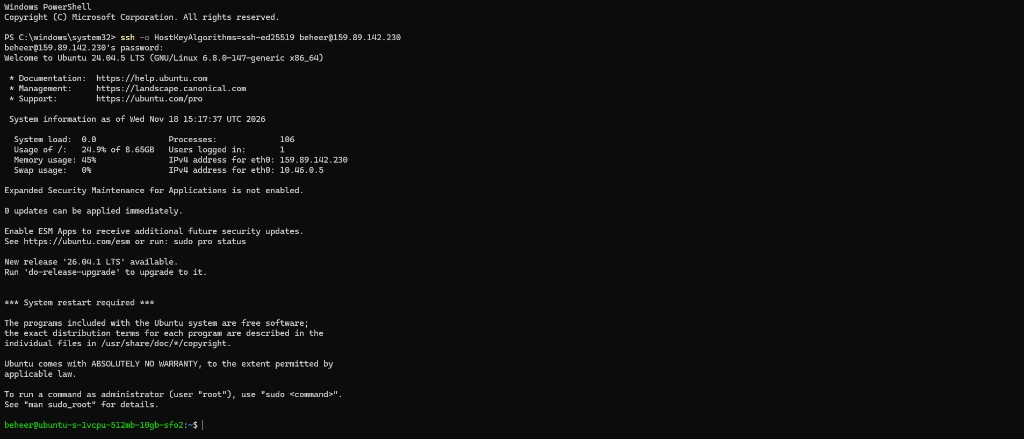 Windows PowerShell
Copyright (C) Microsoft Corporation. All rights reserved.
PS C:\windows\system32> ssh -o HostKeyAlgorithms=ssh-ed25519 beheer@159.89.142.230
beheer@159.89.142.230's password:
Welcome to Ubuntu 24.04.5 LTS (GNU/Linux 6.8.0-147-generic x86_64)
* Documentation:  https://help.ubuntu.com
* Management:     https://landscape.canonical.com
* Support:        https://ubuntu.com/pro
System information as of Wed Nov 18 15:17:37 UTC 2026
System load:  0.0               Processes:             106
Usage of /:   24.9% of 8.65GB   Users logged in:       1
Memory usage: 45%               IPv4 address for eth0: 159.89.142.230
Swap usage:   0%                IPv4 address for eth0: 10.46.0.5
Expanded Security Maintenance for Applications is not enabled.
0 updates can be applied immediately.
Enable ESM Apps to receive additional future security updates.
See https://ubuntu.com/esm or run: sudo pro status
New release '26.04.1 LTS' available.
Run 'do-release-upgrade' to upgrade to it.
*** System restart required ***
The programs included with the Ubuntu system are free software;
the exact distribution terms for each program are described in the
individual files in /usr/share/doc/*/copyright.
Ubuntu comes with ABSOLUTELY NO WARRANTY, to the extent permitted by
applicable law.
To run a command as administrator (user "root"), use "sudo <command>".
See "man sudo_root" for details.
beheer@ubuntu-s-1vcpu-512mb-10gb-sfo2:~$